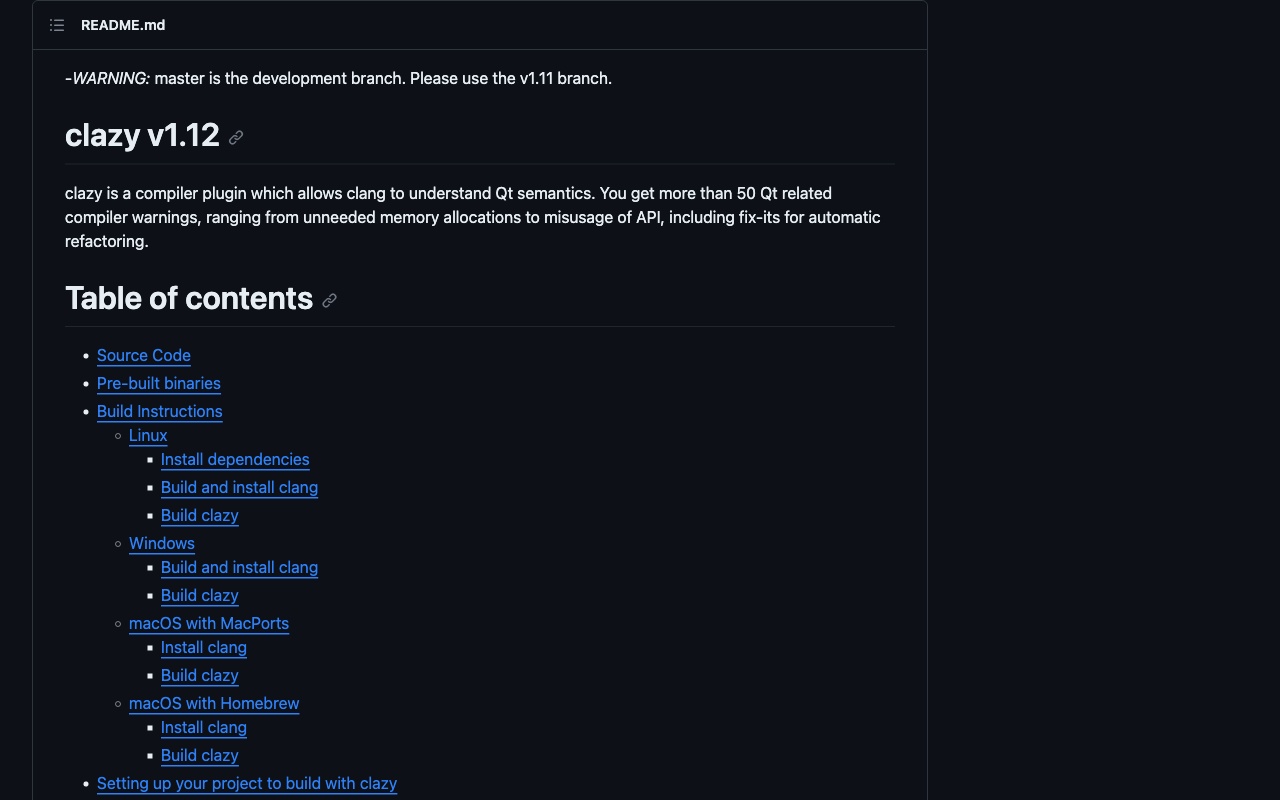 README.md
-WARNING: master is the development branch. Please use the v1.11 branch.
clazy v1.12
clazy is a compiler plugin which allows clang to understand Qt semantics. You get more than 50 Qt related
compiler warnings, ranging from unneeded memory allocations to misusage of API, including fix-its for automatic
refactoring.
Table of contents
Source Code
Pre-built binaries
Build Instructions
Linux
Install dependencies
Build and install clang
Build clazy
Windows
Build and install clang
Build clazy
macOS with MacPorts
Install clang
Build clazy
macOS with Homebrew
Install clang
Build clazy
Setting up your project to build with clazy